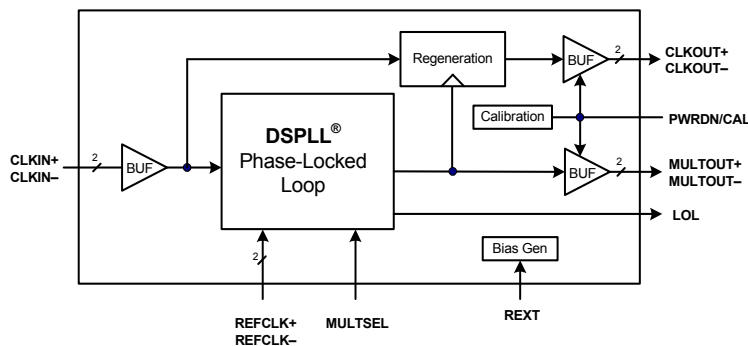 Regeneration
BUF
2
CLKOUT+
CLKOUT–
Calibration
PWRDN/CAL
DSPLL®
Phase-Locked
Loop
CLKIN+
CLKIN–
2
BUF
BUF
2
MULTOUT+
MULTOUT–
LOL
Bias Gen
2
REFCLK+
REFCLK–
MULTSEL
REXT